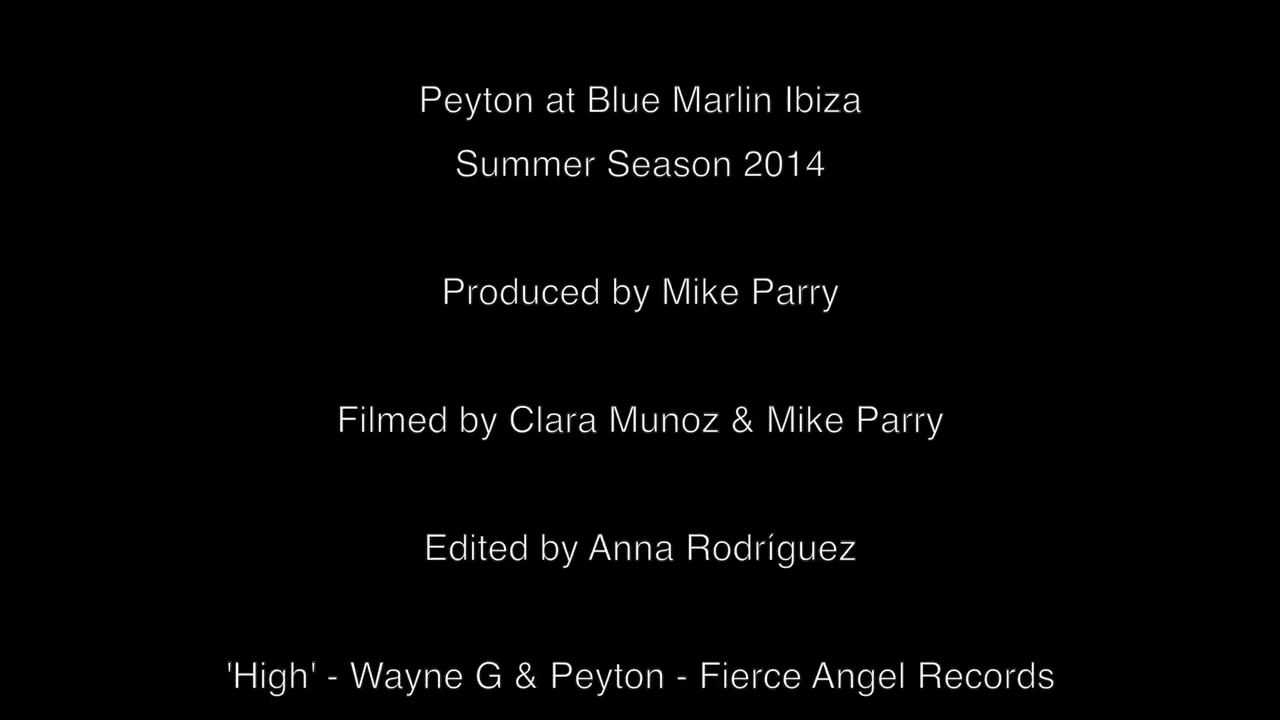 Peyton at Blue Marlin Ibiza
Summer Season 2014
Produced by Mike Parry
Filmed by Clara Munoz & Mike Parry
Edited by Anna Rodríguez
'High' - Wayne G & Peyton - Fierce Angel Records